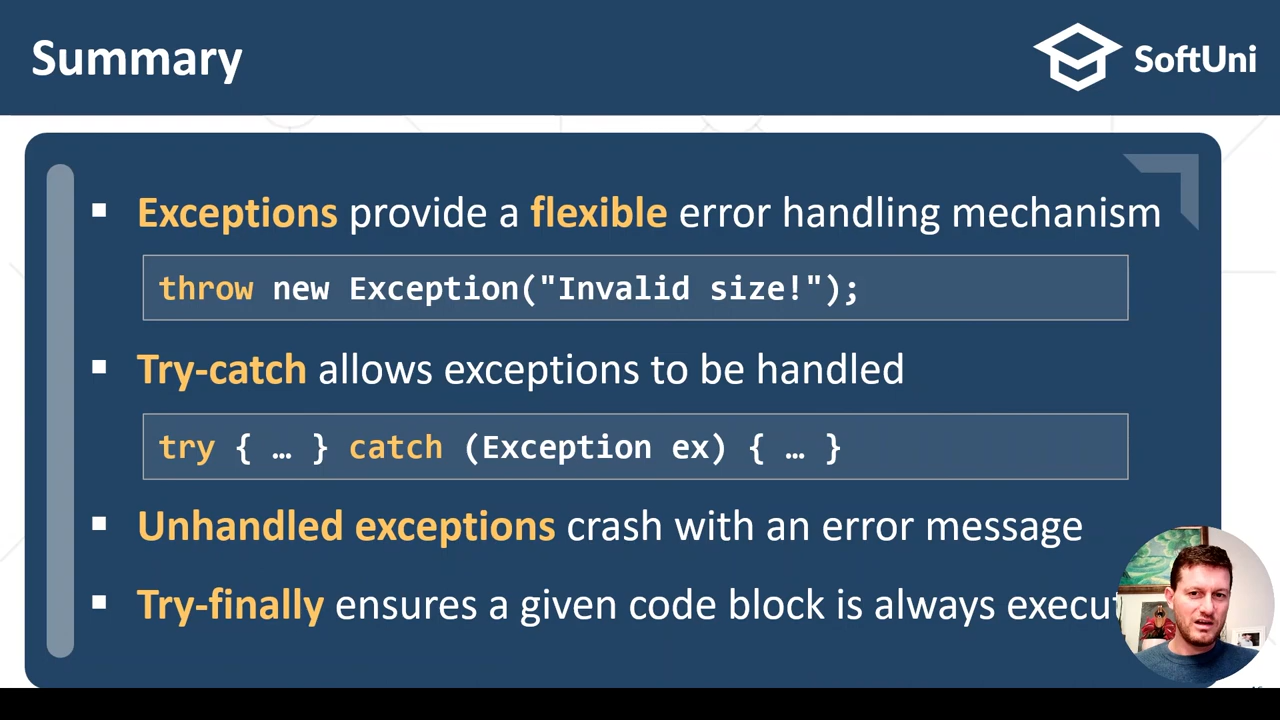 Summary
SoftUni
Exceptions provide a flexible error handling mechanism
throw new Exception("Invalid size!");
Try-catch allows exceptions to be handled
try { … } catch (Exception ex) { … }
Unhandled exceptions crash with an error message
Try-finally ensures a given code block is always